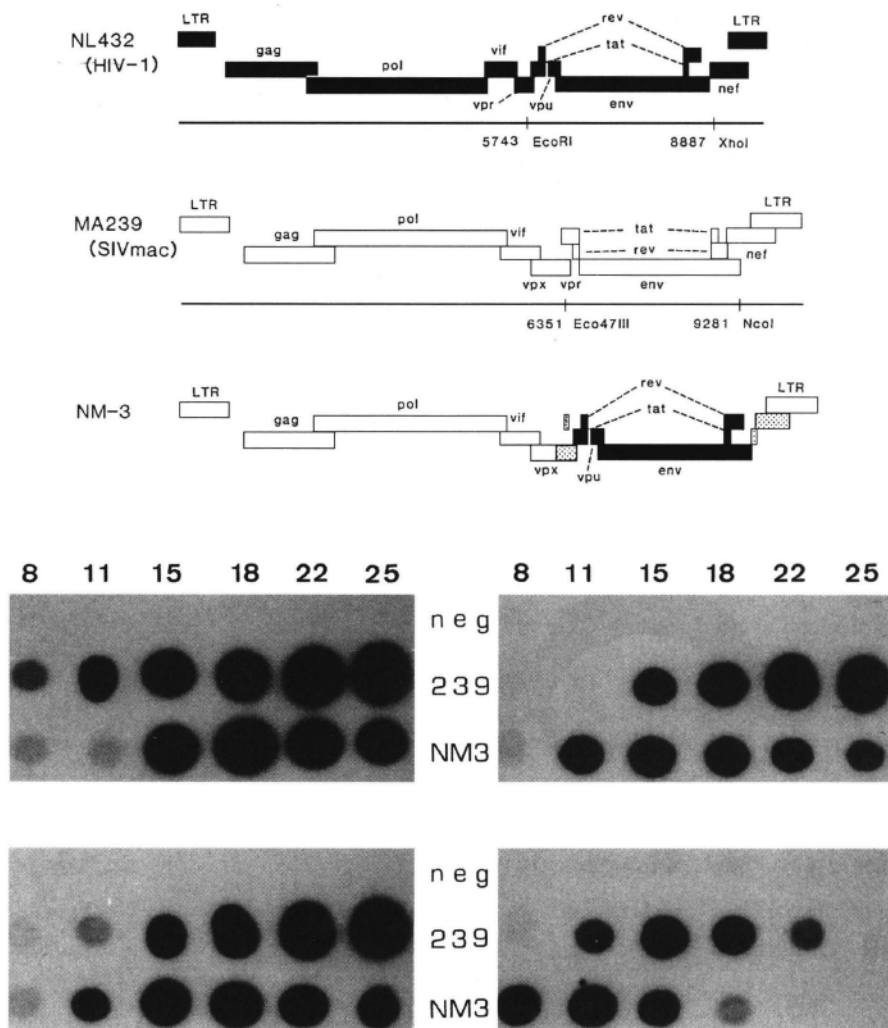 LTR
NL432
(HIV-1)
gag
pol
vif
vpr
vpu
rev
tat
env
LTR
nef
5743 EcoRI
8887 XhoI
LTR
MA239
(SIVmac)
gag
pol
vif
vpx
vpr
tat
rev
env
LTR
nef
6351 Eco47III
9281 NcoI
LTR
NM-3
gag
pol
vif
vpx
vpu
rev
tat
env
LTR
8 11 15 18 22 25
8 11 15 18 22 25
neg
239
NM3
neg
239
NM3